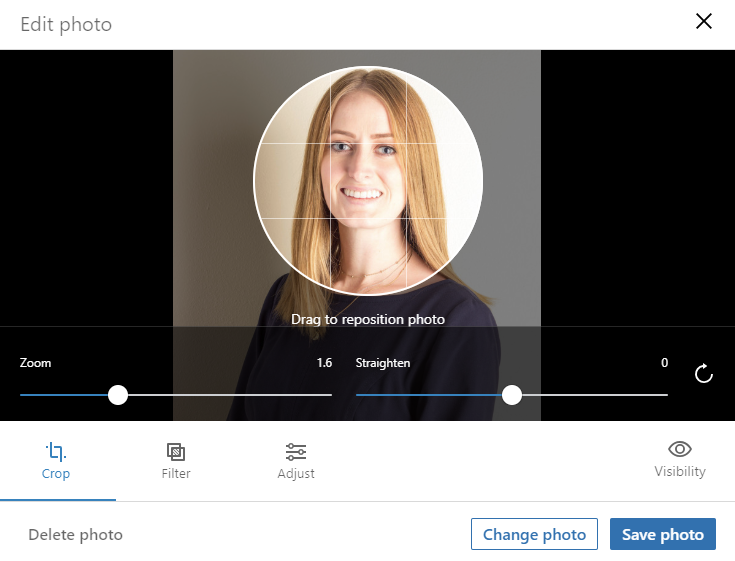 Edit photo
Drag to reposition photo
Zoom 1.6 Straighten 0
Crop Filter Adjust Visibility
Delete photo Change photo Save photo